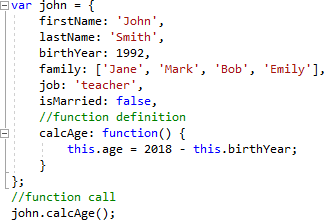 var john = {
firstName: 'John',
lastName: 'Smith',
birthYear: 1992,
family: ['Jane', 'Mark', 'Bob', 'Emily'],
job: 'teacher',
isMarried: false,
//function definition
calcAge: function() {
this.age = 2018 - this.birthYear;
}
};
//function call
john.calcAge();